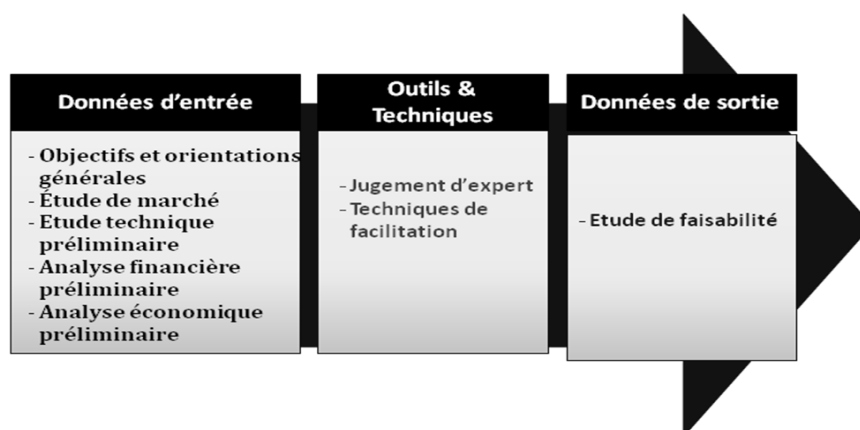 Données d'entrée
- Objectifs et orientations
générales
- Étude de marché
- Etude technique
préliminaire
- Analyse financière
préliminaire
- Analyse économique
préliminaire
Outils &
Techniques
- Jugement d'expert
- Techniques de
facilitation
Données de sortie
- Etude de faisabilité